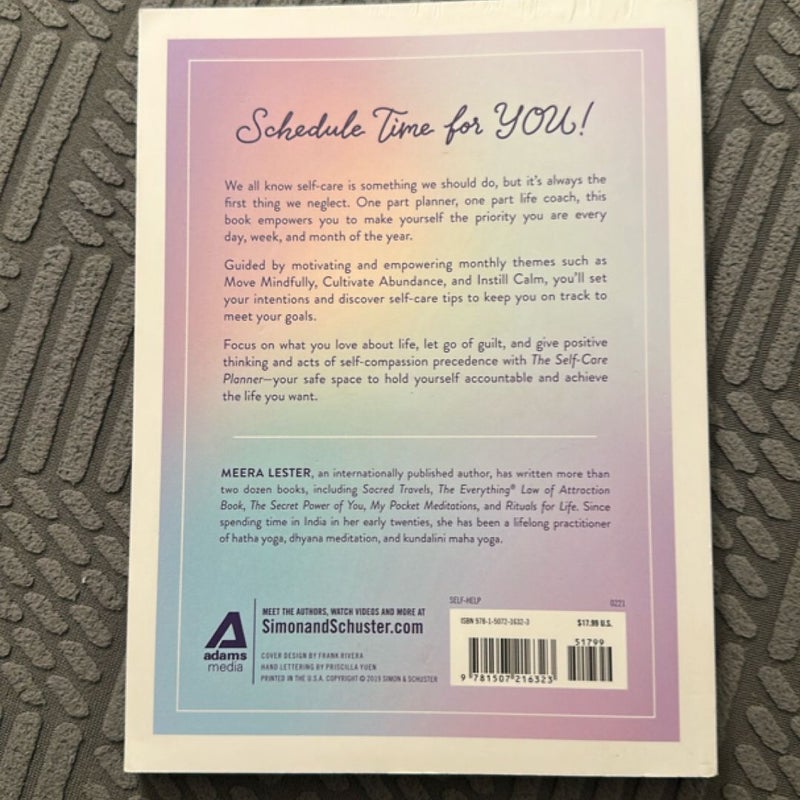 Schedule Time for YOU!
We all know self-care is something we should do, but it's always the
first thing we neglect. One part planner, one part life coach, this
book empowers you to make yourself the priority you are every
day, week, and month of the year.
Guided by motivating and empowering monthly themes such as
Move Mindfully, Cultivate Abundance, and Instill Calm, you'll set
your intentions and discover self-care tips to keep you on track to
meet your goals.
Focus on what you love about life, let go of guilt, and give positive
thinking and acts of self-compassion precedence with The Self-Care
Planner—your safe space to hold yourself accountable and achieve
the life you want.
MEERA LESTER, an internationally published author, has written more than
two dozen books, including Sacred Travels, The Everything® Law of Attraction
Book, The Secret Power of You, My Pocket Meditations, and Rituals for Life. Since
spending time in India in her early twenties, she has been a lifelong practitioner
of hatha yoga, dhyana meditation, and kundalini maha yoga.
adams
media
MEET THE AUTHORS, WATCH VIDEOS AND MORE AT
SimonandSchuster.com
COVER DESIGN BY FRANK RIVERA
HAND LETTERING BY PRISCILLA YUEN
PRINTED IN THE U.S.A. COPYRIGHT © 2019 SIMON & SCHUSTER
SELF-HELP 0221
ISBN 978-1-5072-1632-3 $17.99 U.S.
51799
9 781507 216323